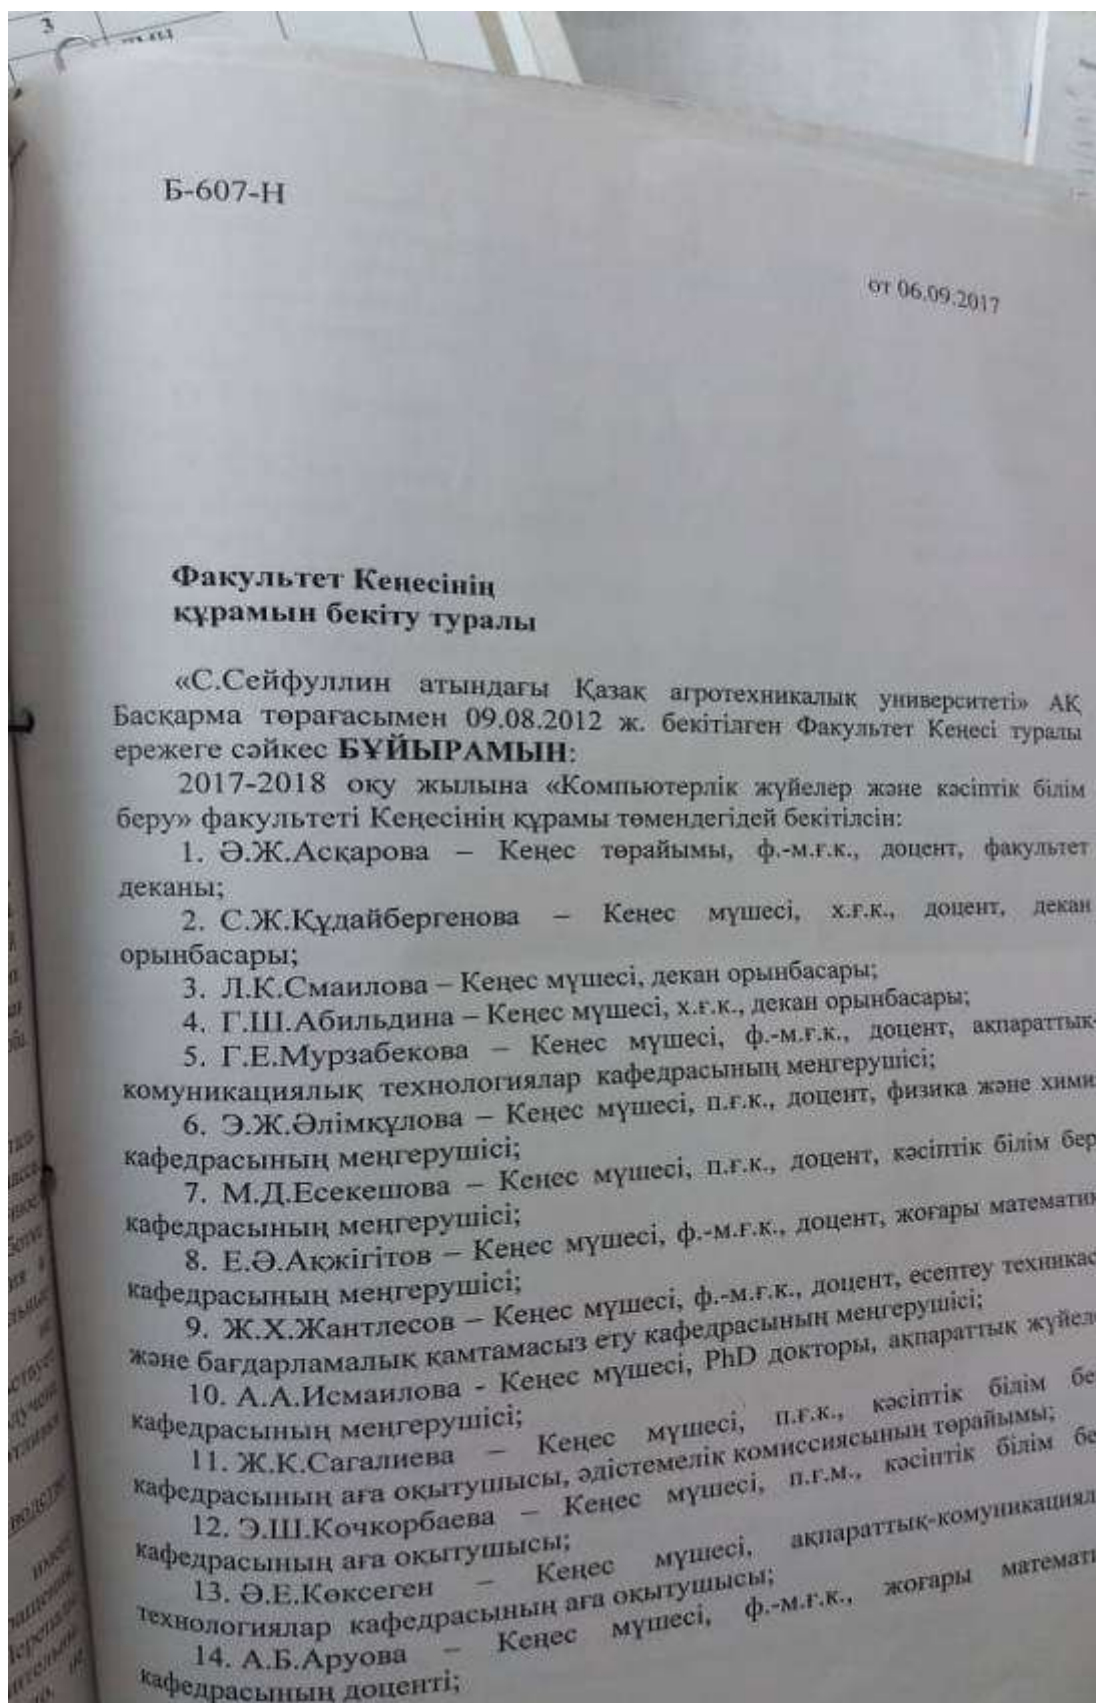 Б-607-Н
от 06.09.2017
Факультет Кеңесінің
құрамын бекіту туралы
«С.Сейфуллин атындағы Қазақ агротехникалық университеті» АҚ
Басқарма төрағасымен 09.08.2012 ж. бекітілген Факультет Кеңесі туралы
ережеге сәйкес БҰЙЫРАМЫН:
2017-2018 оқу жылына «Компьютерлік жүйелер және кәсіптік білім
беру» факультеті Кеңесінің құрамы төмендегідей бекітілсін:
1. Ә.Ж.Асқарова – Кеңес төрайымы, ф.-м.ғ.к., доцент, факультет
деканы;
2. С.Ж.Құдайбергенова – Кеңес мүшесі, х.ғ.к., доцент, декан
орынбасары;
3. Л.К.Смаилова – Кеңес мүшесі, декан орынбасары;
4. Г.Ш.Абильдина – Кеңес мүшесі, х.ғ.к., декан орынбасары;
5. Г.Е.Мурзабекова – Кеңес мүшесі, ф.-м.ғ.к., доцент, ақпараттық-
комуникациялық технологиялар кафедрасының меңгерушісі;
6. Э.Ж.Әлімқұлова – Кеңес мүшесі, п.ғ.к., доцент, физика және хими
кафедрасының меңгерушісі;
7. М.Д.Есекешова – Кеңес мүшесі, п.ғ.к., доцент, кәсіптік білім бер
кафедрасының меңгерушісі;
8. Е.Ә.Ақжігітов – Кеңес мүшесі, ф.-м.ғ.к., доцент, жоғары математик
кафедрасының меңгерушісі;
9. Ж.Х.Жантлесов – Кеңес мүшесі, ф.-м.ғ.к., доцент, есептеу техникас
және бағдарламалық қамтамасыз ету кафедрасының меңгерушісі;
10. А.А.Исмаилова - Кеңес мүшесі, PhD докторы, ақпараттық жүйеле
кафедрасының меңгерушісі;
11. Ж.К.Сагалиева – Кеңес мүшесі, п.ғ.к., кәсіптік білім бе
кафедрасының аға оқытушысы, әдістемелік комиссиясының төрайымы;
12. Э.Ш.Кочкорбаева – Кеңес мүшесі, п.ғ.м., кәсіптік білім бе
кафедрасының аға оқытушысы;
13. Ә.Е.Көксеген – Кеңес мүшесі, ақпараттық-комуникациял
технологиялар кафедрасының аға оқытушысы;
14. А.Б.Аруова – Кеңес мүшесі, ф.-м.ғ.к., жоғары математи
кафедрасының доценті;